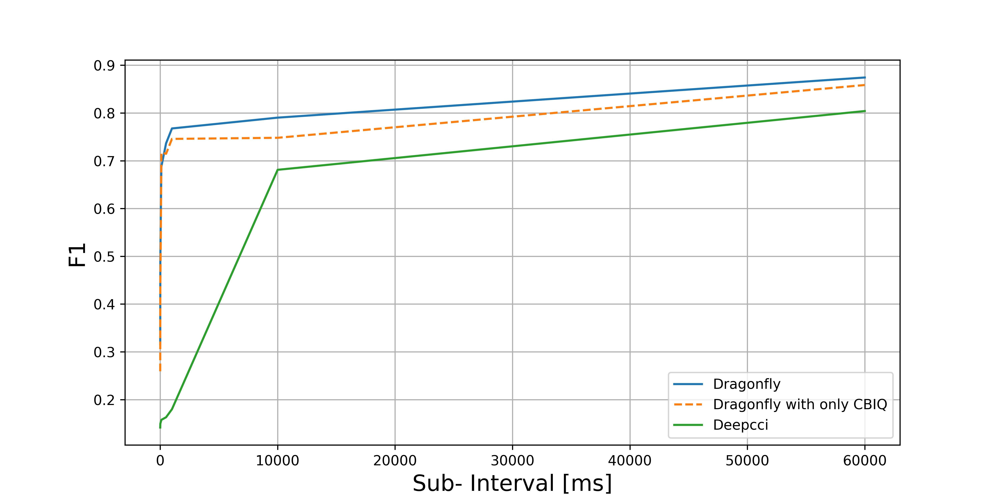 0.9
0.8
0.7
0.6
0.5
0.4
0.3
0.2
F1
0 10000 20000 30000 40000 50000 60000
Sub- Interval [ms]
Dragonfly
Dragonfly with only CBIQ
Deepcci